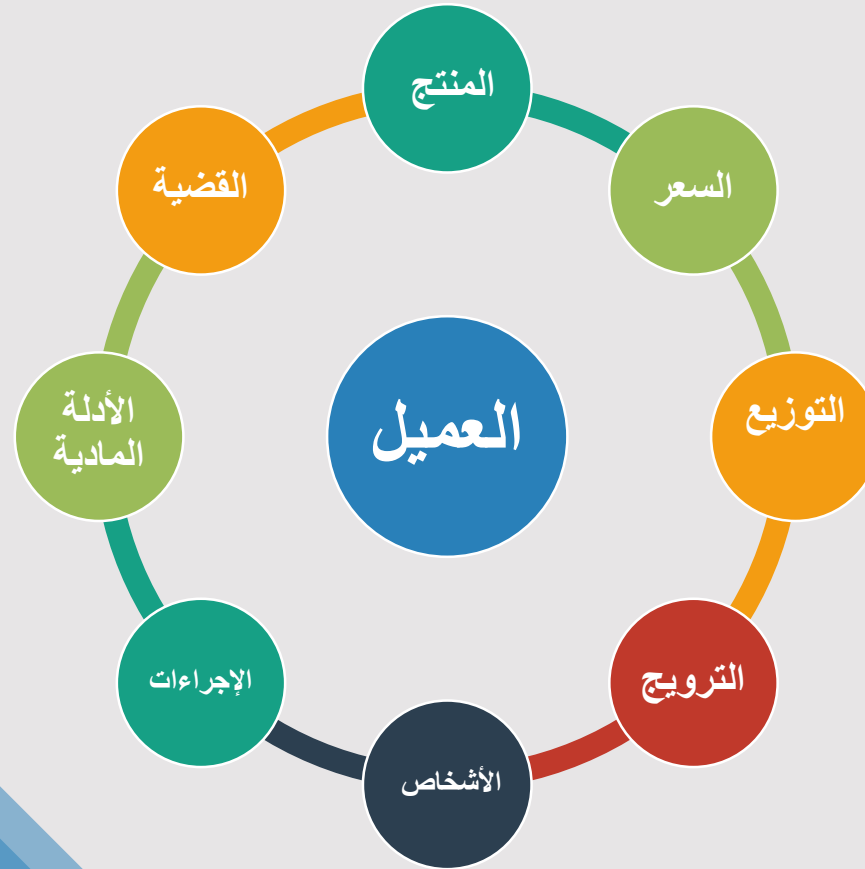 المنتج
السعر
التوزيع
الترويج
الأشخاص
الإجراءات
الأدلة
المادية
القضية
العميل